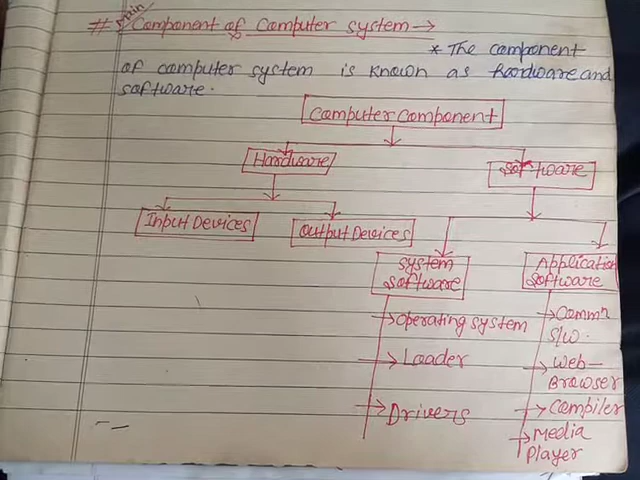 # Main Component of Computer system →
* The component
of computer system is known as hardware and
software.
Computer Component
Hardware
Software
Input Devices
Output Devices
System
Software
Application
Software
→ Operating system
→ Loader
→ Drivers
→ Commn
S/W.
→ Web-
Browser
→ Compiler
→ Media
Player